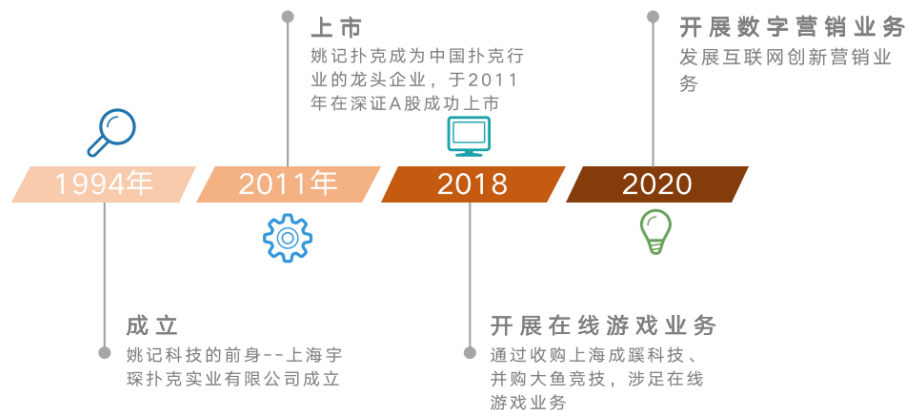 上市
姚记扑克成为中国扑克行
业的龙头企业，于2011
年在深证A股成功上市
开展数字营销业务
发展互联网创新营销业
务
1994年
2011年
2018
2020
成立
姚记科技的前身--上海宇
琛扑克实业有限公司成立
开展在线游戏业务
通过收购上海成蹊科技、
并购大鱼竞技，涉足在线
游戏业务